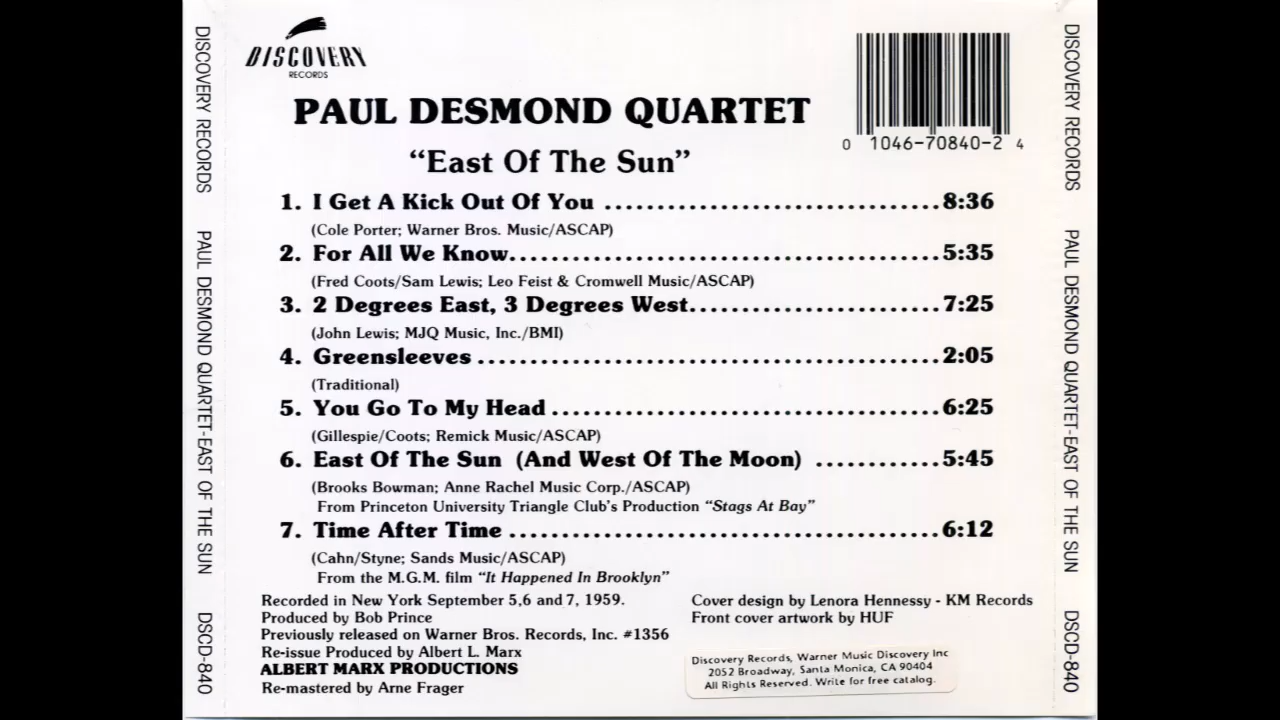 DISCOVERY
RECORDS
PAUL DESMOND QUARTET
“East Of The Sun”
0 1046-70840-2 4
1. I Get A Kick Out Of You ................................8:36
(Cole Porter; Warner Bros. Music/ASCAP)
2. For All We Know.........................................5:35
(Fred Coots/Sam Lewis; Leo Feist & Cromwell Music/ASCAP)
3. 2 Degrees East, 3 Degrees West........................7:25
(John Lewis; MJQ Music, Inc./BMI)
4. Greensleeves ............................................2:05
(Traditional)
5. You Go To My Head .....................................6:25
(Gillespie/Coots; Remick Music/ASCAP)
6. East Of The Sun (And West Of The Moon) ............5:45
(Brooks Bowman; Anne Rachel Music Corp./ASCAP)
From Princeton University Triangle Club’s Production “Stags At Bay”
7. Time After Time .........................................6:12
(Cahn/Styne; Sands Music/ASCAP)
From the M.G.M. film “It Happened In Brooklyn”
Recorded in New York September 5,6 and 7, 1959.
Produced by Bob Prince
Previously released on Warner Bros. Records, Inc. #1356
Re-issue Produced by Albert L. Marx
ALBERT MARX PRODUCTIONS
Re-mastered by Arne Frager
Cover design by Lenora Hennessy - KM Records
Front cover artwork by HUF
Discovery Records, Warner Music Discovery Inc
2052 Broadway, Santa Monica, CA 90404
All Rights Reserved. Write for free catalog.
DISCOVERY RECORDS PAUL DESMOND QUARTET-EAST OF THE SUN DSCD-840
DISCOVERY RECORDS PAUL DESMOND QUARTET-EAST OF THE SUN DSCD-840